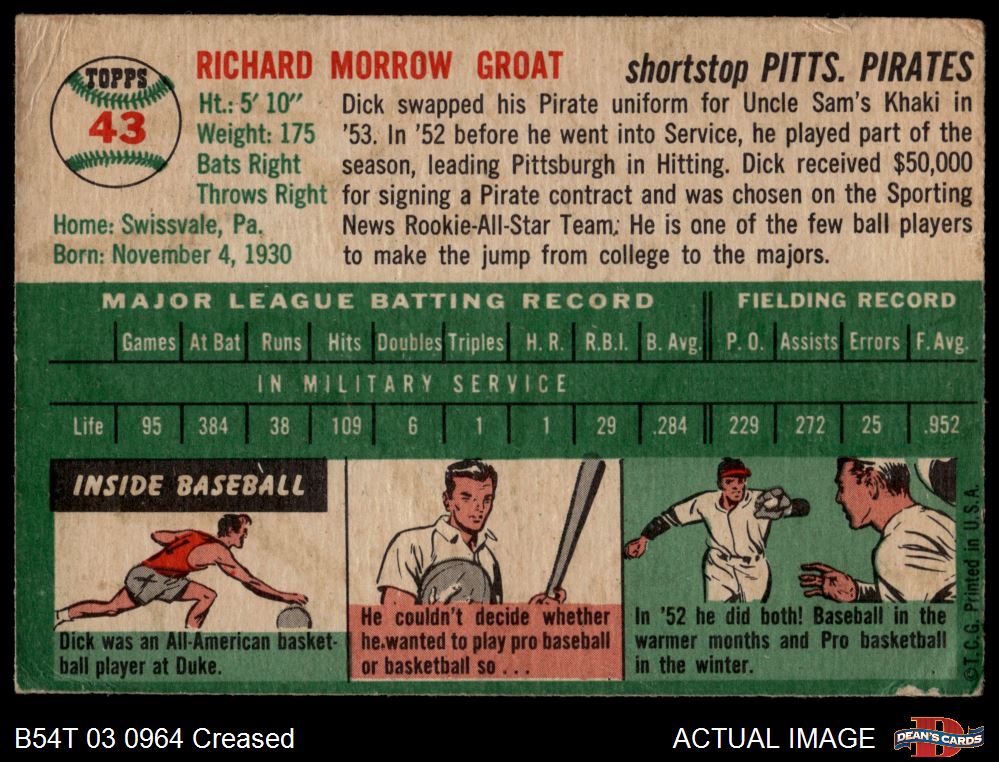 TOPPS
43
RICHARD MORROW GROAT
shortstop PITTS. PIRATES
Ht.: 5' 10"
Weight: 175
Bats Right
Throws Right
Home: Swissvale, Pa.
Born: November 4, 1930
Dick swapped his Pirate uniform for Uncle Sam's Khaki in
'53. In '52 before he went into Service, he played part of the
season, leading Pittsburgh in Hitting. Dick received $50,000
for signing a Pirate contract and was chosen on the Sporting
News Rookie-All-Star Team; He is one of the few ball players
to make the jump from college to the majors.
MAJOR LEAGUE BATTING RECORD FIELDING RECORD
Games At Bat Runs Hits Doubles Triples H. R. R.B.I. B. Avg. P. O. Assists Errors F. Avg.
IN MILITARY SERVICE
Life 95 384 38 109 6 1 1 29 .284 229 272 25 .952
INSIDE BASEBALL
Dick was an All-American basket-
ball player at Duke.
He couldn't decide whether
he wanted to play pro baseball
or basketball so . . .
In '52 he did both! Baseball in the
warmer months and Pro basketball
in the winter.
©T.C.G. Printed in U.S.A.
B54T 03 0964 Creased
ACTUAL IMAGE
DEAN'S CARDS